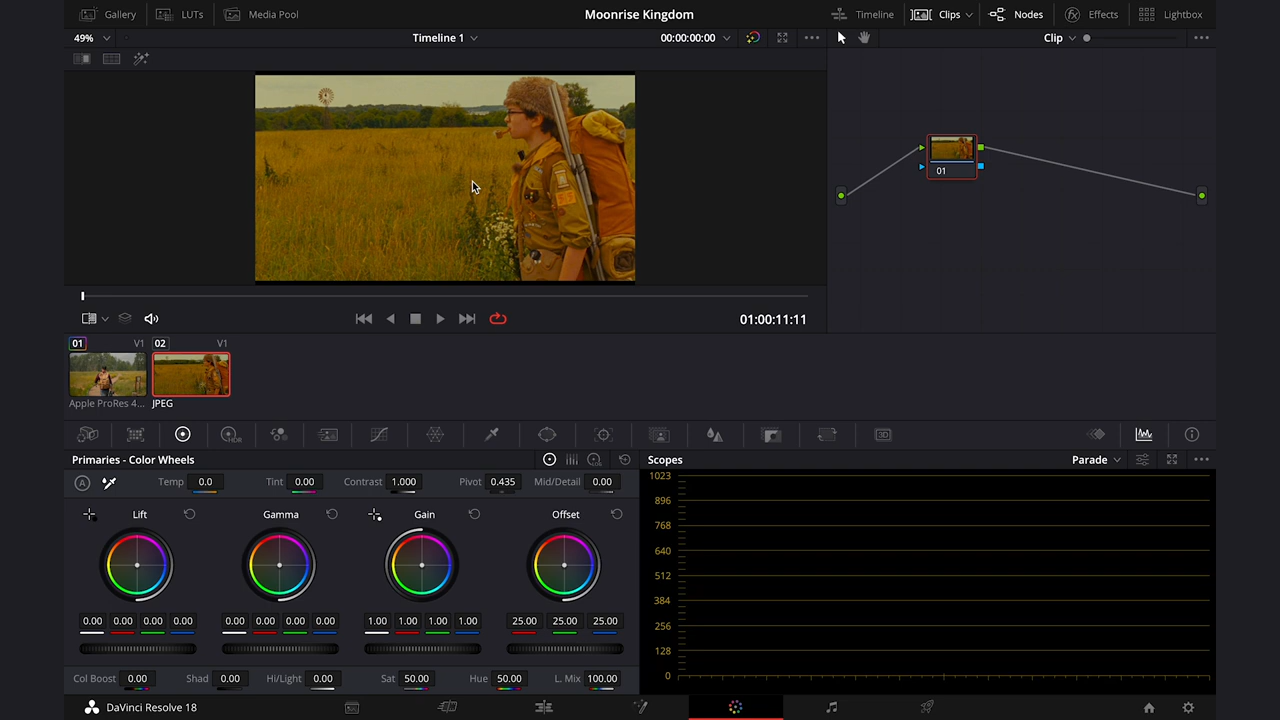 Gallery LUTs Media Pool Moonrise Kingdom Timeline Clips Nodes Effects Lightbox
49% Timeline 1 00:00:00:00 Clip
01
01:00:11:11
01 V1 02 V1
Apple ProRes 4... JPEG
HDR 3D
Primaries - Color Wheels Scopes Parade
A Temp 0.0 Tint 0.00 Contrast 1.000 Pivot 0.435 Mid/Detail 0.00
Lift Gamma Gain Offset
0.00 0.00 0.00 0.00 0.00 0.00 0.00 0.00 1.00 1.00 1.00 1.00 25.00 25.00 25.00
Col Boost 0.00 Shad 0.00 Hi/Light 0.00 Sat 50.00 Hue 50.00 L. Mix 100.00
1023
896
768
640
512
384
256
128
0
DaVinci Resolve 18